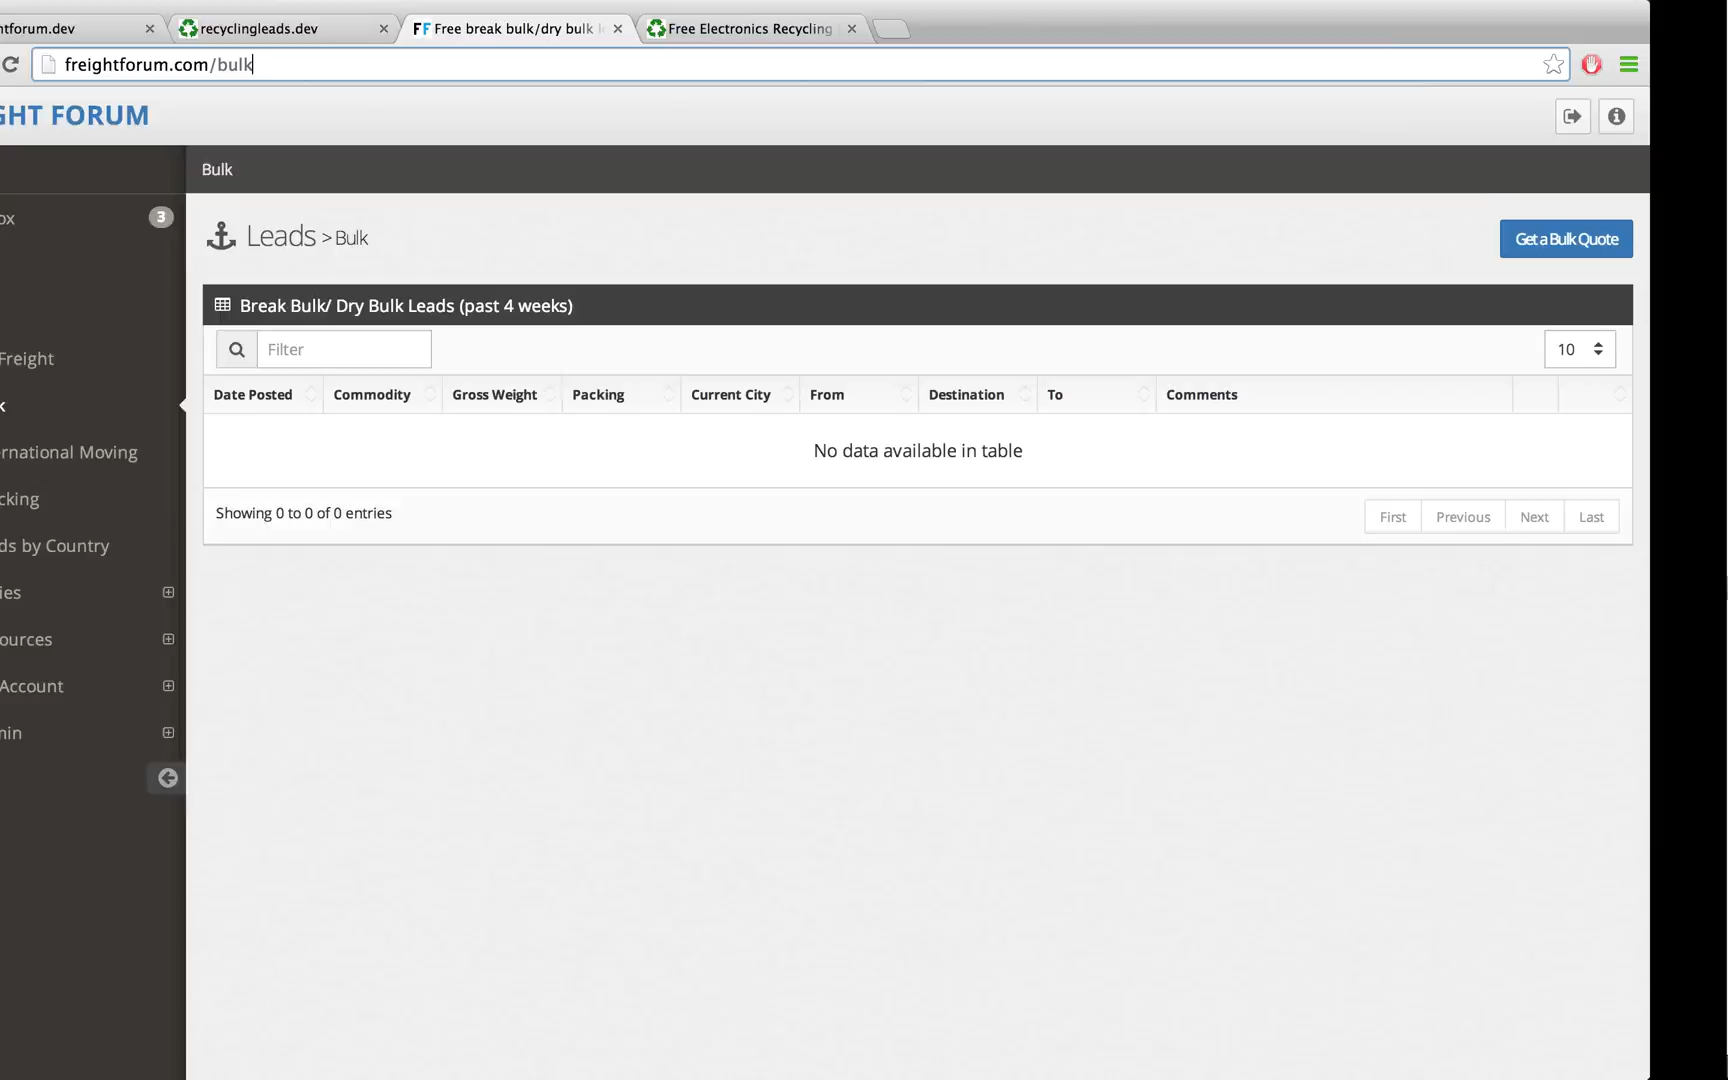 ntforum.dev
recyclingleads.dev
FF Free break bulk/dry bulk l
Free Electronics Recycling
freightforum.com/bulk
GHT FORUM
Bulk
ox
3
Leads > Bulk
Get a Bulk Quote
Break Bulk/ Dry Bulk Leads (past 4 weeks)
Filter
10
Freight
Date Posted Commodity Gross Weight Packing Current City From Destination To Comments
k
No data available in table
ernational Moving
cking
Showing 0 to 0 of 0 entries
First Previous Next Last
ds by Country
ies
ources
Account
min